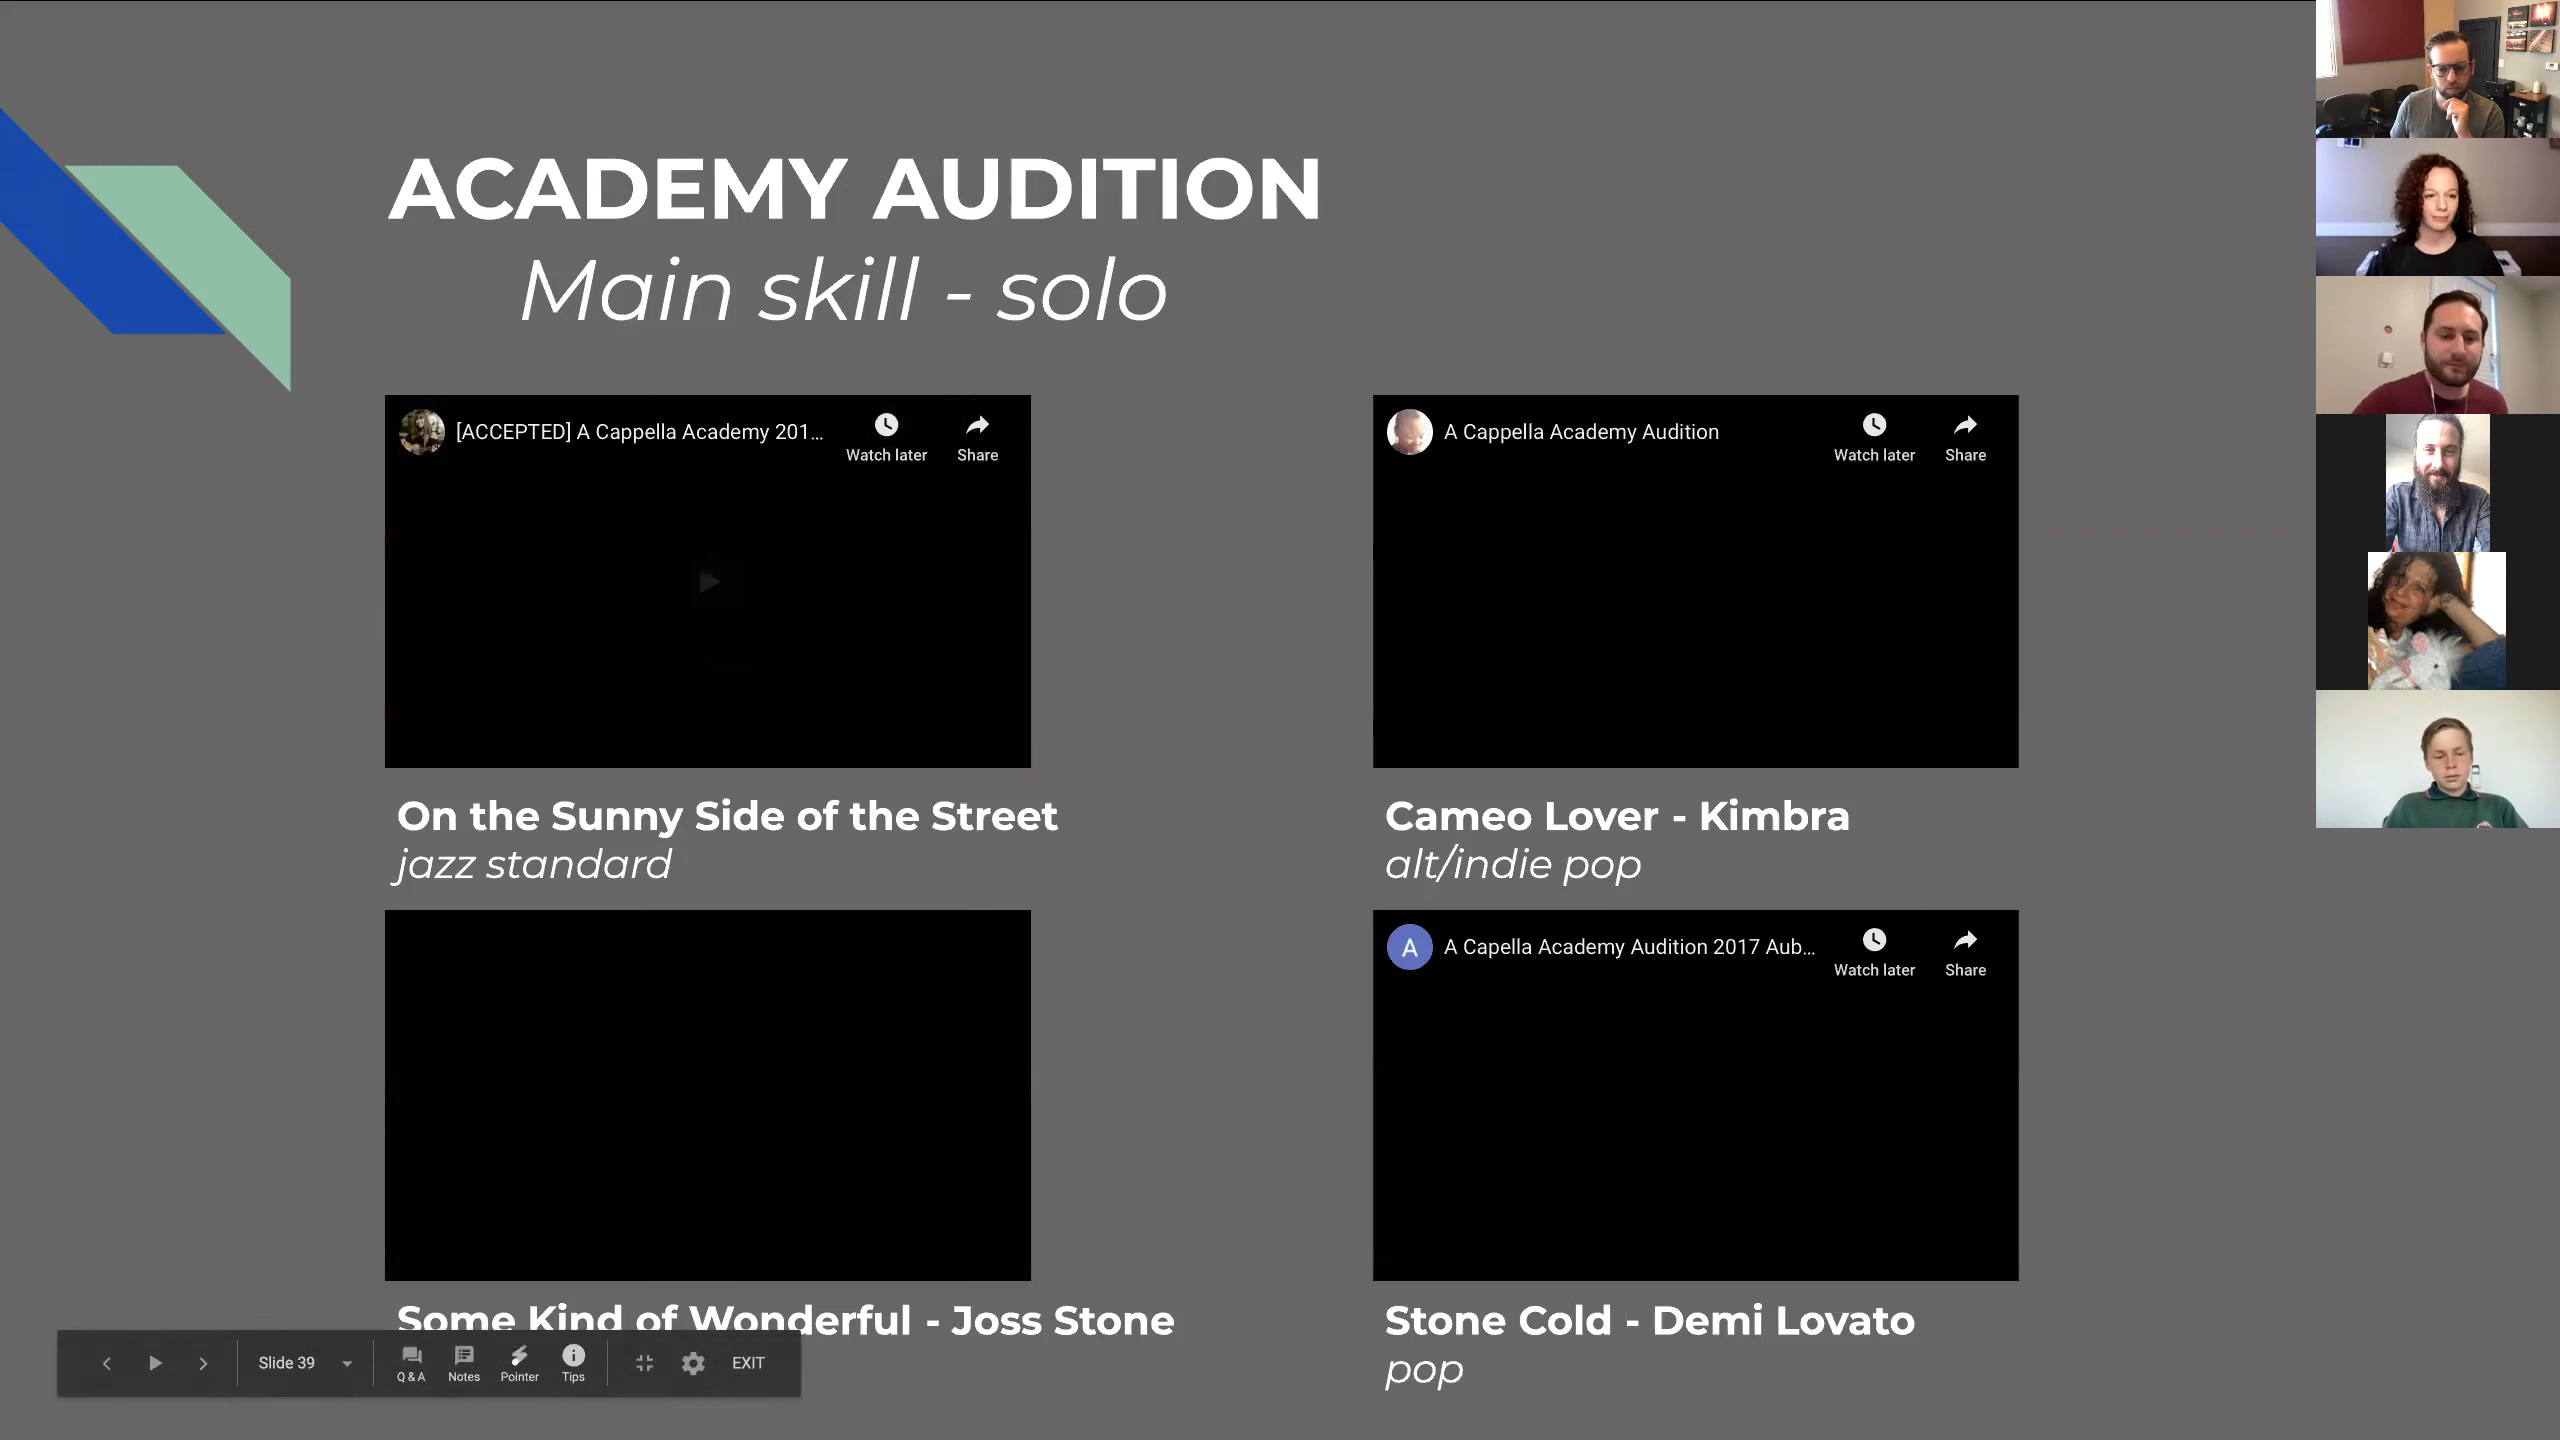 ACADEMY AUDITION
Main skill - solo
[ACCEPTED] A Cappella Academy 201...
Watch later
Share
A Cappella Academy Audition
Watch later
Share
On the Sunny Side of the Street
jazz standard
Cameo Lover - Kimbra
alt/indie pop
A
A Capella Academy Audition 2017 Aub...
Watch later
Share
Some Kind of Wonderful - Joss Stone
Stone Cold - Demi Lovato
pop
Slide 39
Q & A
Notes
Pointer
Tips
EXIT